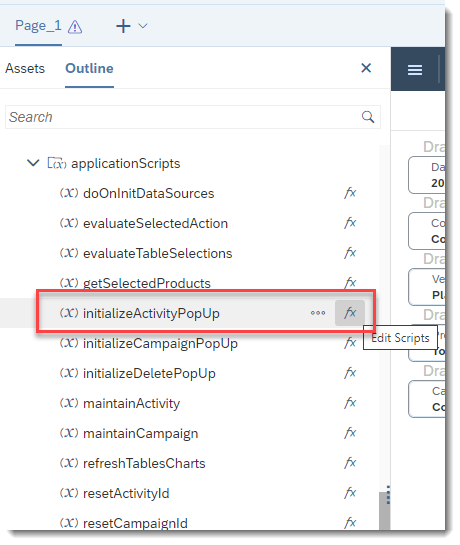 Page_1
Assets Outline
Search
(x) applicationScripts
(x) doOnInitDataSources fx
(x) evaluateSelectedAction fx
(x) evaluateTableSelections fx
(x) getSelectedProducts fx
(x) initializeActivityPopUp fx
Edit Scripts
(x) initializeCampaignPopUp fx
(x) initializeDeletePopUp fx
(x) maintainActivity fx
(x) maintainCampaign fx
(x) refreshTablesCharts fx
(x) resetActivityId fx
(x) resetCampaignId fx
Dra
Da
20
Dra
Co
Co
Dra
Ve
Pla
To
Dra
Ca
Co